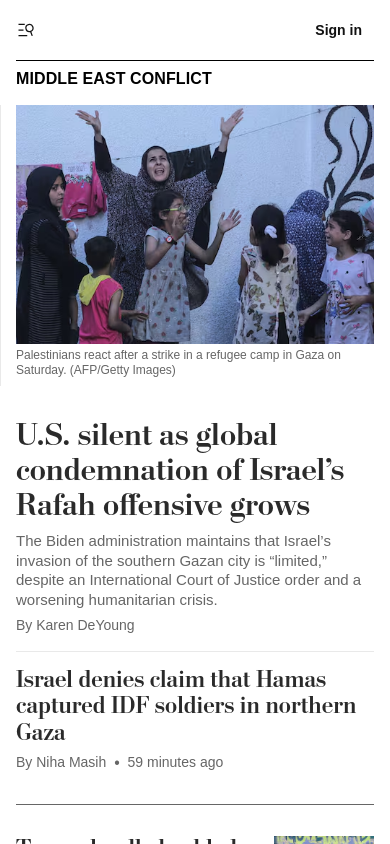 Sign in
MIDDLE EAST CONFLICT
Palestinians react after a strike in a refugee camp in Gaza on
Saturday. (AFP/Getty Images)
U.S. silent as global
condemnation of Israel’s
Rafah offensive grows
The Biden administration maintains that Israel’s
invasion of the southern Gazan city is “limited,”
despite an International Court of Justice order and a
worsening humanitarian crisis.
By Karen DeYoung
Israel denies claim that Hamas
captured IDF soldiers in northern
Gaza
By Niha Masih • 59 minutes ago